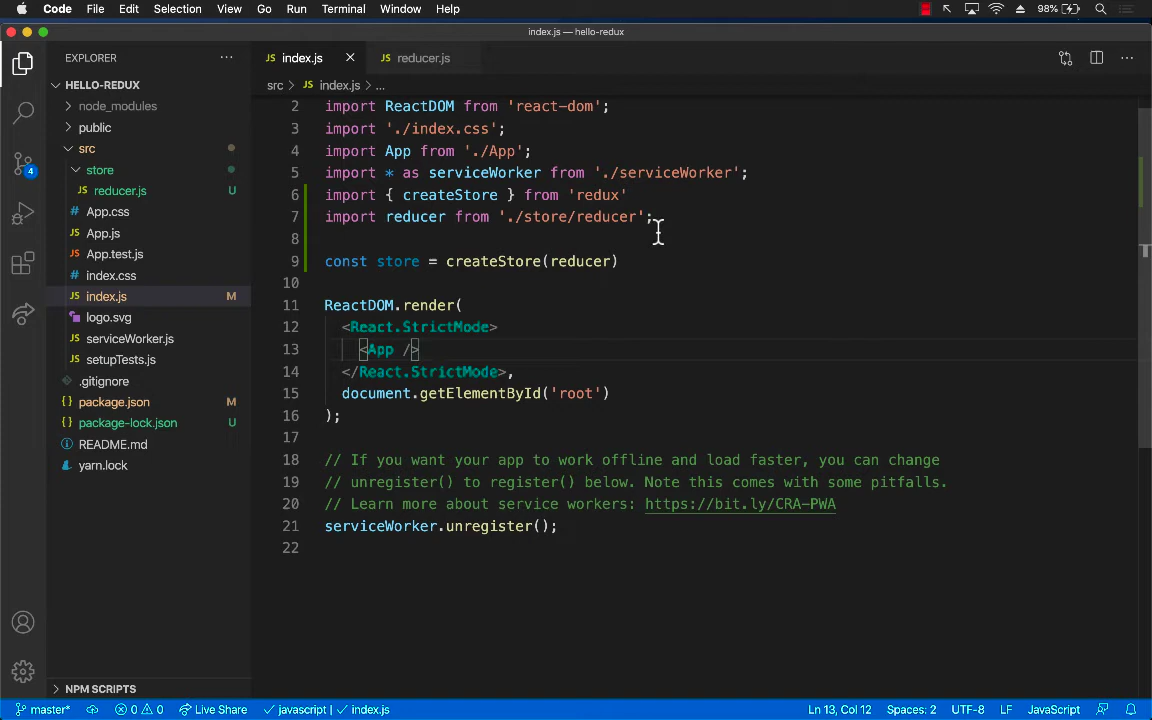 Code File Edit Selection View Go Run Terminal Window Help 98%
index.js — hello-redux
EXPLORER
index.js
reducer.js
HELLO-REDUX
node_modules
public
src
store
reducer.js U
App.css
App.js
App.test.js
index.css
index.js M
logo.svg
serviceWorker.js
setupTests.js
.gitignore
package.json M
package-lock.json U
README.md
yarn.lock
NPM SCRIPTS
4
src > JS index.js > ...
2 import ReactDOM from 'react-dom';
3 import './index.css';
4 import App from './App';
5 import * as serviceWorker from './serviceWorker';
6 import { createStore } from 'redux'
7 import reducer from './store/reducer';
8
9 const store = createStore(reducer)
10
11 ReactDOM.render(
12 <React.StrictMode>
13 <App />
14 </React.StrictMode>,
15 document.getElementById('root')
16 );
17
18 // If you want your app to work offline and load faster, you can change
19 // unregister() to register() below. Note this comes with some pitfalls.
20 // Learn more about service workers: https://bit.ly/CRA-PWA
21 serviceWorker.unregister();
22
master* 0 0 Live Share javascript | index.js Ln 13, Col 12 Spaces: 2 UTF-8 LF JavaScript